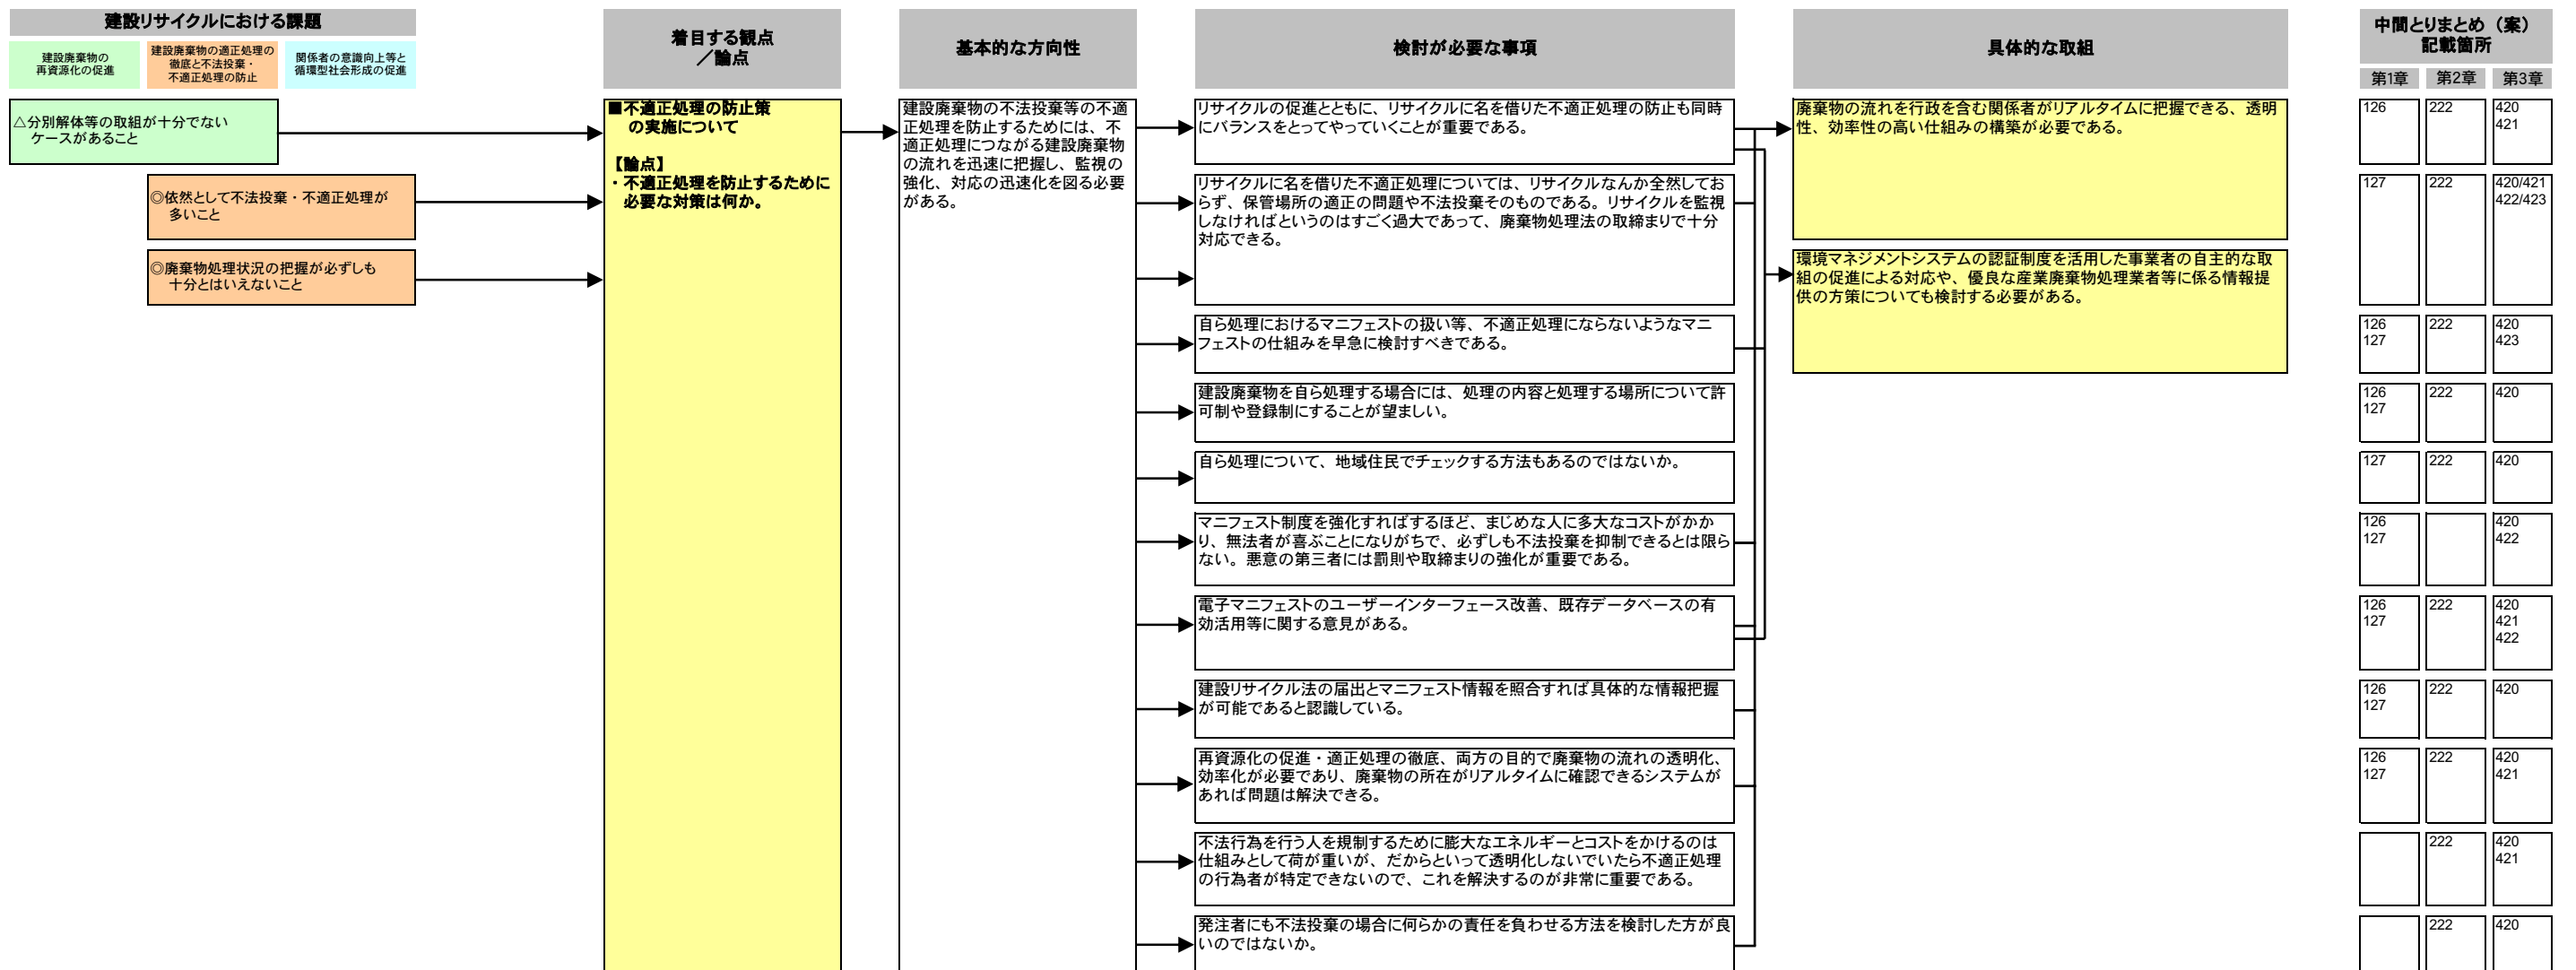 建設リサイクルにおける課題
建設廃棄物の
再資源化の促進
建設廃棄物の適正処理の
徹底と不法投棄・
不適正処理の防止
関係者の意識向上等と
循環型社会形成の促進
着目する観点
／論点
基本的な方向性
検討が必要な事項
具体的な取組
中間とりまとめ（案）
記載箇所
第1章
第2章
第3章
△分別解体等の取組が十分でない
ケースがあること
◎依然として不法投棄・不適正処理が
多いこと
◎廃棄物処理状況の把握が必ずしも
十分とはいえないこと
■不適正処理の防止策
の実施について
【論点】
・不適正処理を防止するために
必要な対策は何か。
建設廃棄物の不法投棄等の不適
正処理を防止するためには、不
適正処理につながる建設廃棄物
の流れを迅速に把握し、監視の
強化、対応の迅速化を図る必要
がある。
リサイクルの促進とともに、リサイクルに名を借りた不適正処理の防止も同時
にバランスをとってやっていくことが重要である。
リサイクルに名を借りた不適正処理については、リサイクルなんか全然してお
らず、保管場所の適正の問題や不法投棄そのものである。リサイクルを監視
しなければというのはすごく過大であって、廃棄物処理法の取締まりで十分
対応できる。
自ら処理におけるマニフェストの扱い等、不適正処理にならないようなマニ
フェストの仕組みを早急に検討すべきである。
建設廃棄物を自ら処理する場合には、処理の内容と処理する場所について許
可制や登録制にすることが望ましい。
自ら処理について、地域住民でチェックする方法もあるのではないか。
マニフェスト制度を強化すればするほど、まじめな人に多大なコストがかか
り、無法者が喜ぶことになりがちで、必ずしも不法投棄を抑制できるとは限ら
ない。悪意の第三者には罰則や取締まりの強化が重要である。
電子マニフェストのユーザーインターフェース改善、既存データベースの有
効活用等に関する意見がある。
建設リサイクル法の届出とマニフェスト情報を照合すれば具体的な情報把握
が可能であると認識している。
再資源化の促進・適正処理の徹底、両方の目的で廃棄物の流れの透明化、
効率化が必要であり、廃棄物の所在がリアルタイムに確認できるシステムが
あれば問題は解決できる。
不法行為を行う人を規制するために膨大なエネルギーとコストをかけるのは
仕組みとして荷が重いが、だからといって透明化しないでいたら不適正処理
の行為者が特定できないので、これを解決するのが非常に重要である。
発注者にも不法投棄の場合に何らかの責任を負わせる方法を検討した方が良
いのではないか。
廃棄物の流れを行政を含む関係者がリアルタイムに把握できる、透明
性、効率性の高い仕組みの構築が必要である。
環境マネジメントシステムの認証制度を活用した事業者の自主的な取
組の促進による対応や、優良な産業廃棄物処理業者等に係る情報提
供の方策についても検討する必要がある。
126 222 420
421
127 222 420/421
422/423
126 222 420
127 423
126 222 420
127
127 222 420
126 420
127 422
126 222 420
127 421
422
126 222 420
127
126 222 420
127 421
222 420
421
222 420